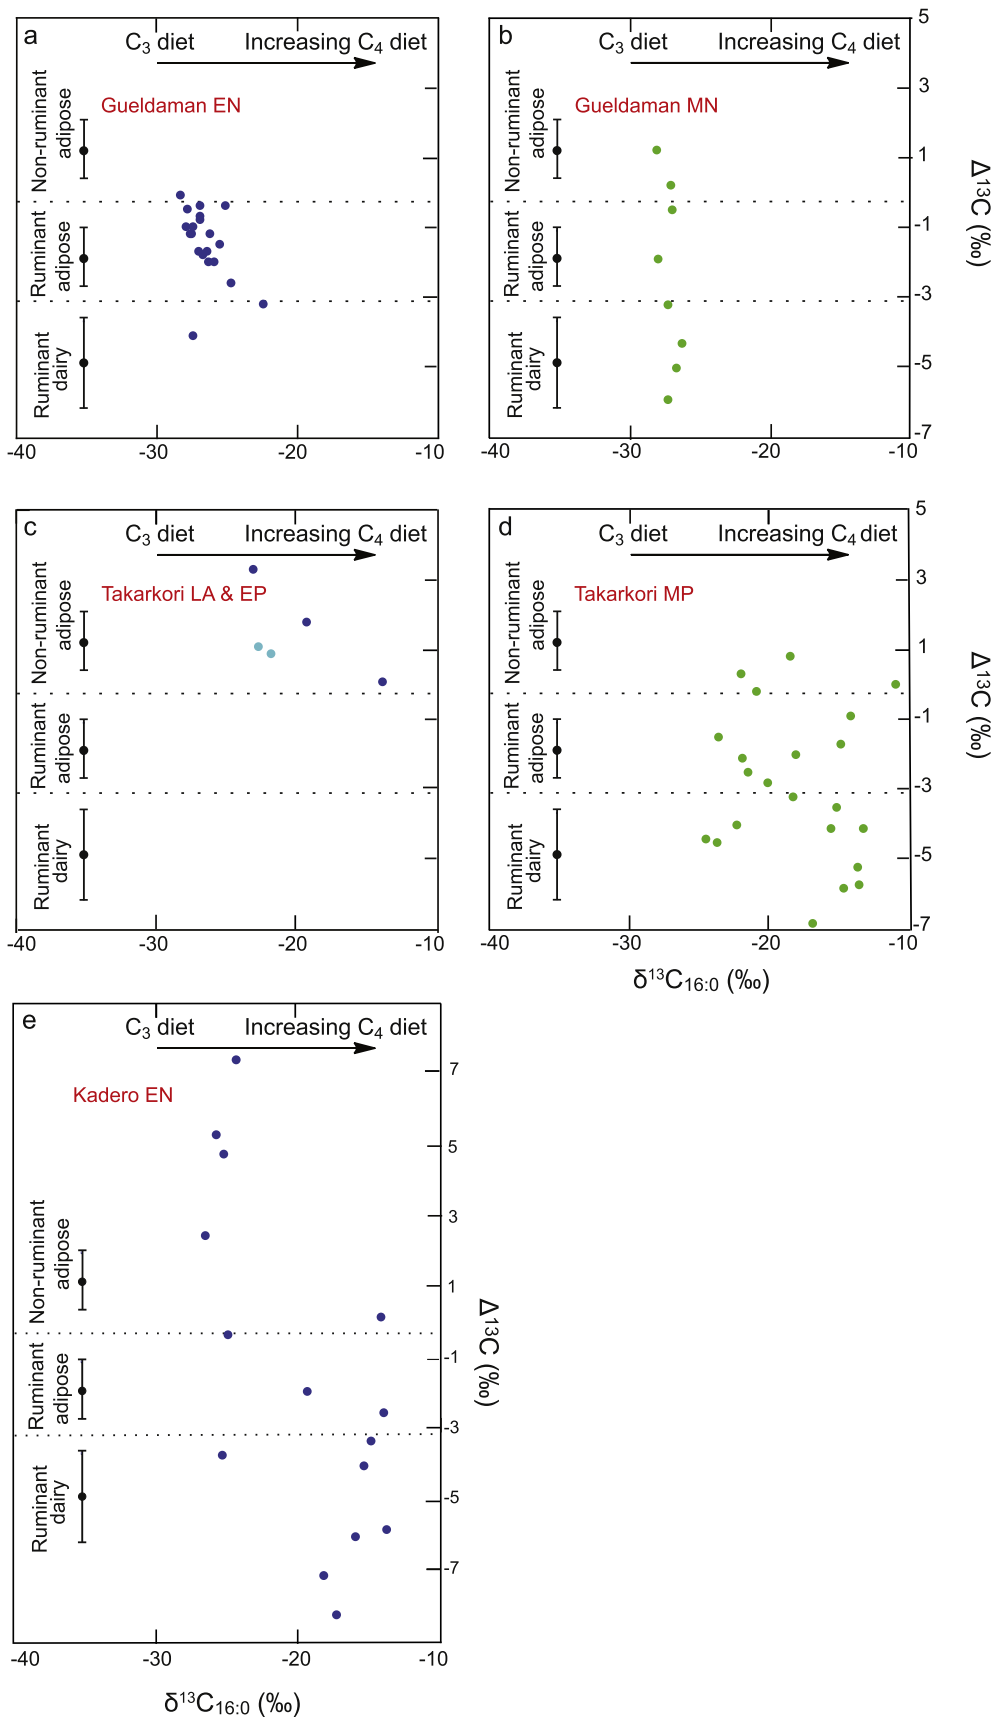 a
C3 diet
Increasing C4 diet
Gueldaman EN
Non-ruminant
adipose
Ruminant
adipose
Ruminant
dairy
-40
-30
-20
-10
b
C3 diet
Increasing C4 diet
Gueldaman MN
Non-ruminant
adipose
Ruminant
adipose
Ruminant
dairy
5
3
1
-1
-3
-5
-7
Δ13C (‰)
-40
-30
-20
-10
c
C3 diet
Increasing C4 diet
Takarkori LA & EP
Non-ruminant
adipose
Ruminant
adipose
Ruminant
dairy
-40
-30
-20
-10
d
C3 diet
Increasing C4 diet
Takarkori MP
Non-ruminant
adipose
Ruminant
adipose
Ruminant
dairy
5
3
1
-1
-3
-5
-7
Δ13C (‰)
-40
-30
-20
-10
δ13C16:0 (‰)
e
C3 diet
Increasing C4 diet
Kadero EN
Non-ruminant
adipose
Ruminant
adipose
Ruminant
dairy
7
5
3
1
-1
-3
-5
-7
Δ13C (‰)
-40
-30
-20
-10
δ13C16:0 (‰)